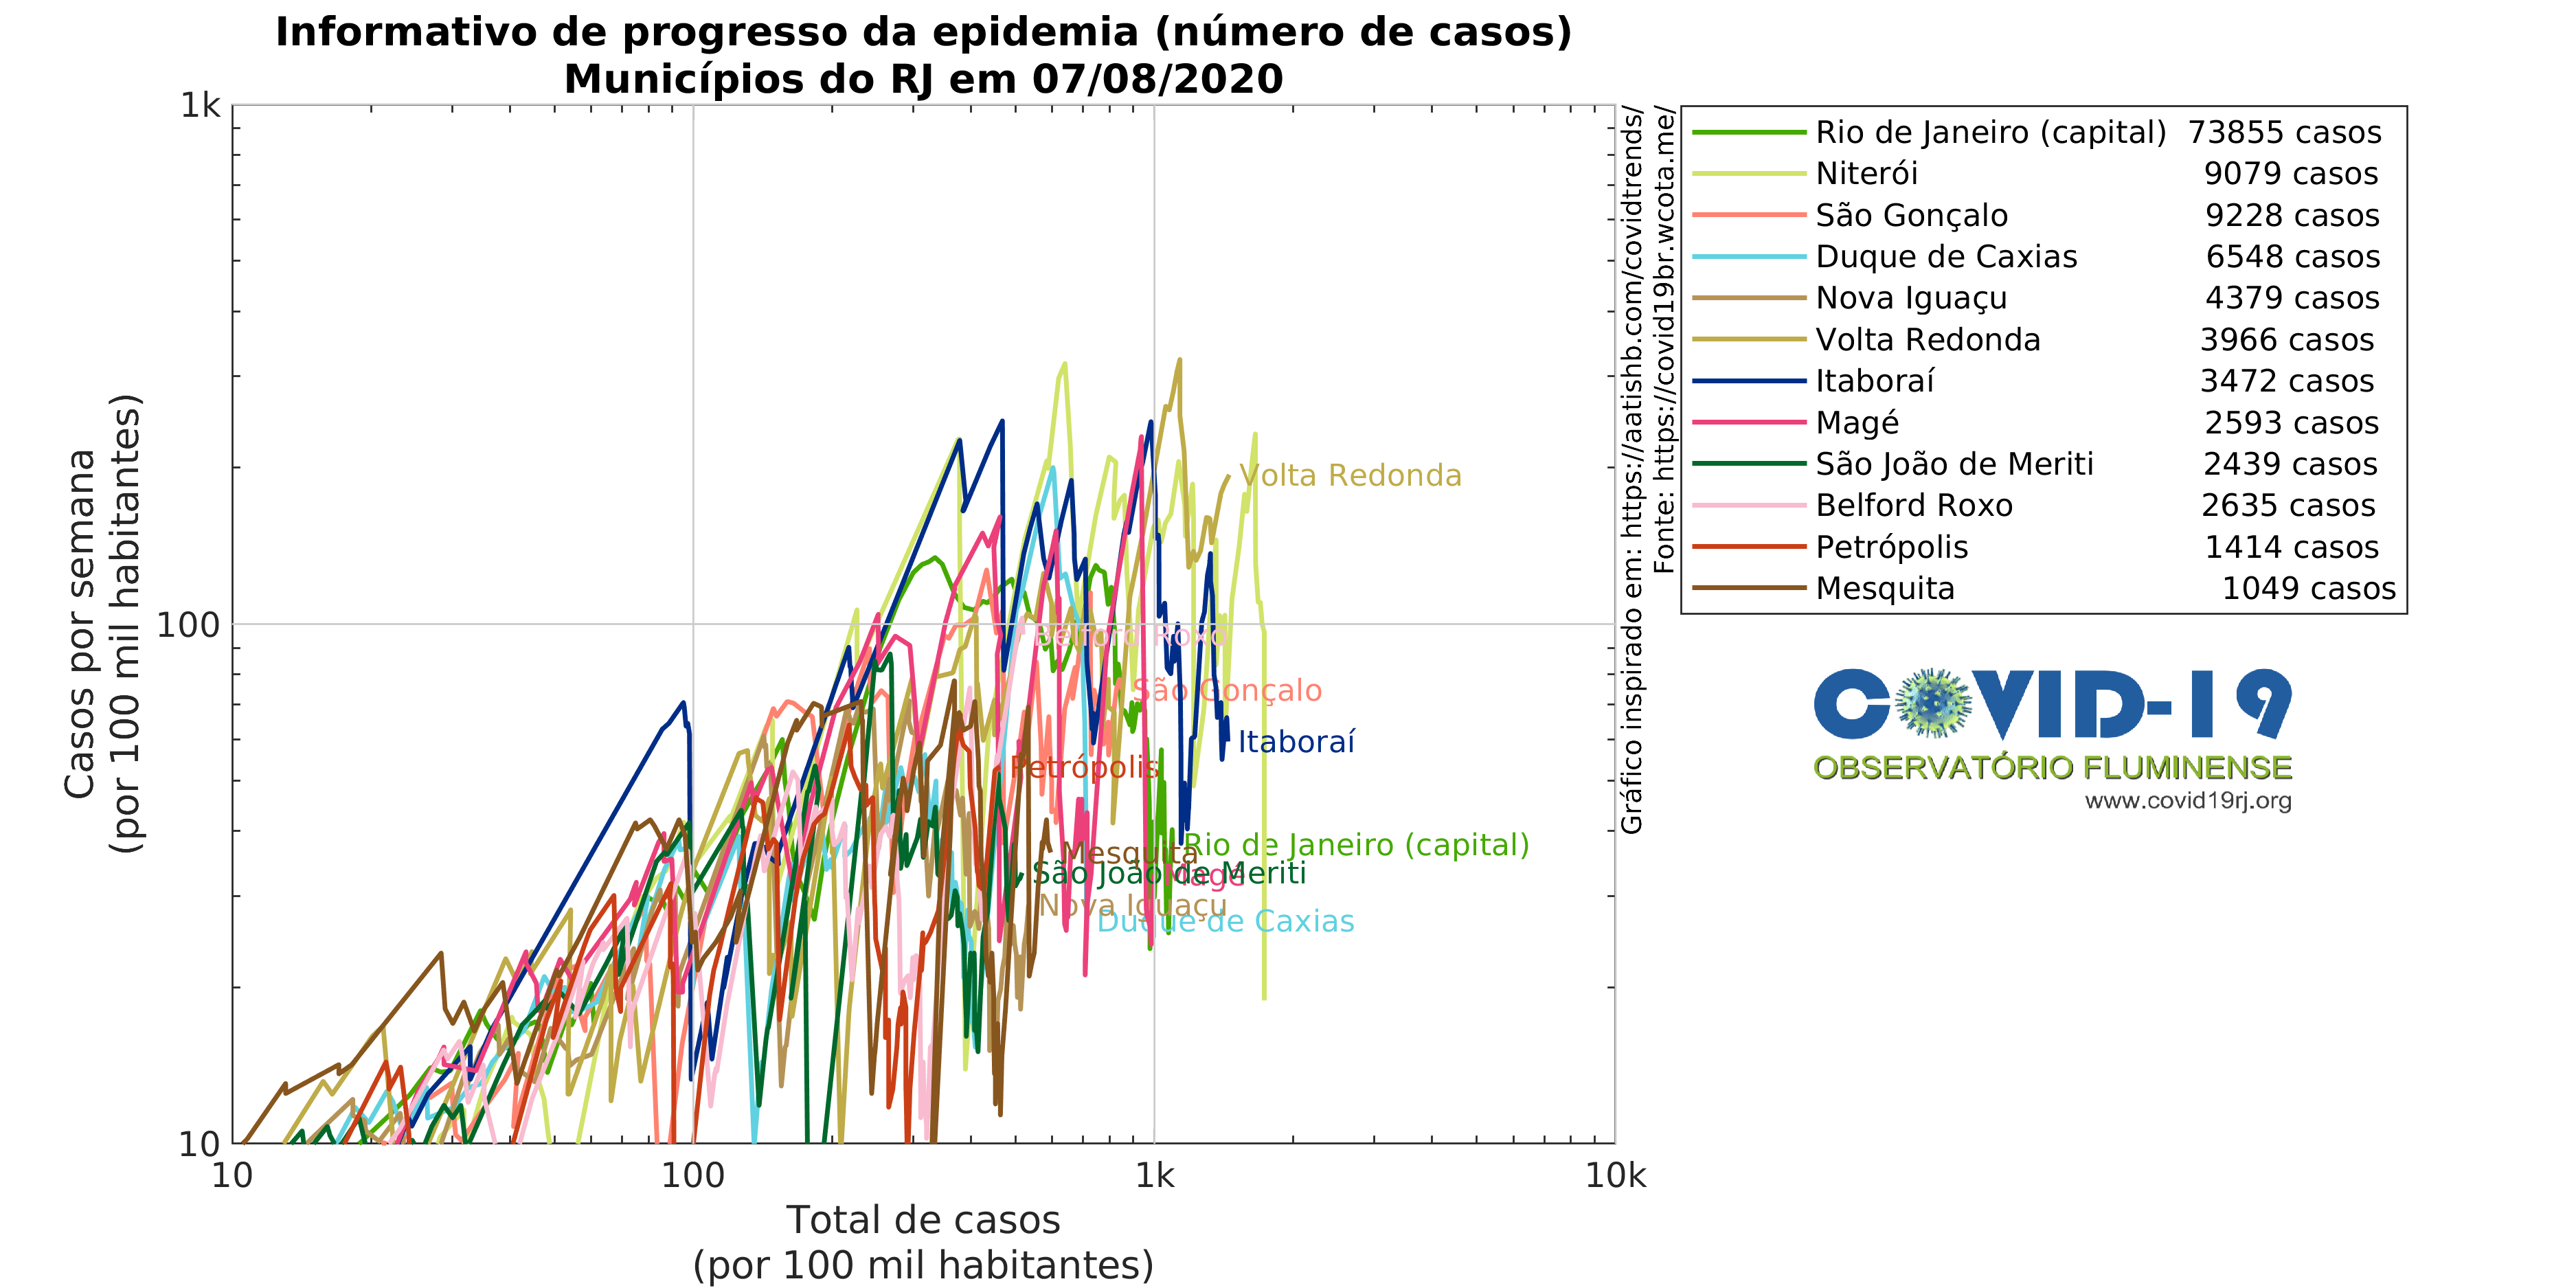 Informativo de progresso da epidemia (número de casos)
Municípios do RJ em 07/08/2020
1k
100
10
10
100
1k
10k
Casos por semana
(por 100 mil habitantes)
Total de casos
(por 100 mil habitantes)
Volta Redonda
Belford Roxo
São Gonçalo
Itaboraí
Petrópolis
Rio de Janeiro (capital)
Mesquita
São João de Meriti
Magé
Nova Iguaçu
Duque de Caxias
Gráfico inspirado em: https://aatishb.com/covidtrends/
Fonte: https://covid19br.wcota.me/
Rio de Janeiro (capital) 73855 casos
Niterói 9079 casos
São Gonçalo 9228 casos
Duque de Caxias 6548 casos
Nova Iguaçu 4379 casos
Volta Redonda 3966 casos
Itaboraí 3472 casos
Magé 2593 casos
São João de Meriti 2439 casos
Belford Roxo 2635 casos
Petrópolis 1414 casos
Mesquita 1049 casos
COVID-19
OBSERVATÓRIO FLUMINENSE
www.covid19rj.org